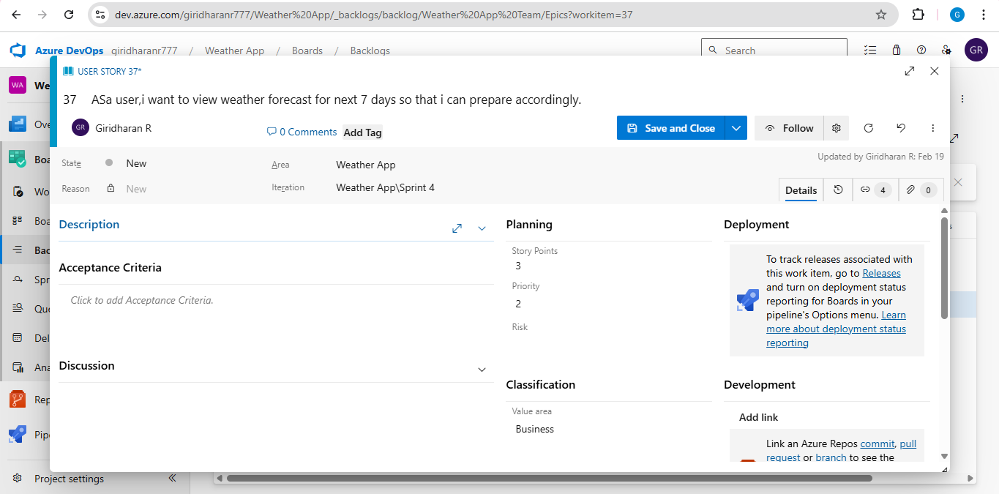 dev.azure.com/giridharanr777/Weather%20App/_backlogs/backlog/Weather%20App%20Team/Epics?workitem=37
G
Azure DevOps giridharanr777 / Weather App / Boards / Backlogs
Search
GR
WA We
USER STORY 37*
37 ASa user,i want to view weather forecast for next 7 days so that i can prepare accordingly.
GR Giridharan R
0 Comments
Add Tag
Save and Close
Follow
State New
Area Weather App
Updated by Giridharan R: Feb 19
Reason New
Iteration Weather App\Sprint 4
Details
4
0
Ove
Boa
Wo
Boa
Bac
Spr
Que
Del
Ana
Rep
Pipe
Project settings
Description
Acceptance Criteria
Click to add Acceptance Criteria.
Discussion
Planning
Story Points
3
Priority
2
Risk
Classification
Value area
Business
Deployment
To track releases associated with
this work item, go to Releases
and turn on deployment status
reporting for Boards in your
pipeline's Options menu. Learn
more about deployment status
reporting
Development
Add link
Link an Azure Repos commit, pull
request or branch to see the